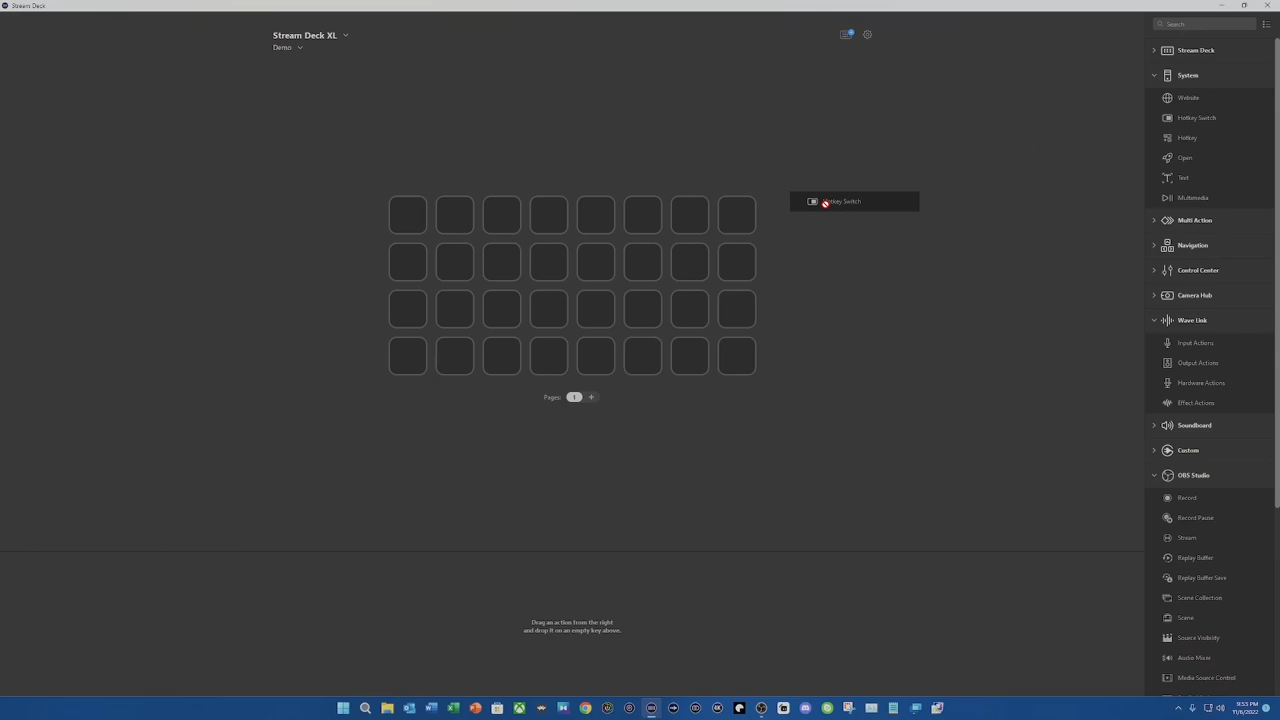 Stream Deck
Stream Deck XL
Demo
Search
Stream Deck
System
Website
Hotkey Switch
Hotkey
Open
Text
Multimedia
Hotkey Switch
Multi Action
Navigation
Control Center
Camera Hub
Wave Link
Input Actions
Output Actions
Hardware Actions
Effect Actions
Pages: 1 +
Soundboard
Custom
OBS Studio
Record
Record Pause
Stream
Replay Buffer
Replay Buffer Save
Scene Collection
Scene
Source Visibility
Audio Mixer
Media Source Control
Drag an action from the right
and drop it on an empty key above.
9:53 PM
11/6/2022